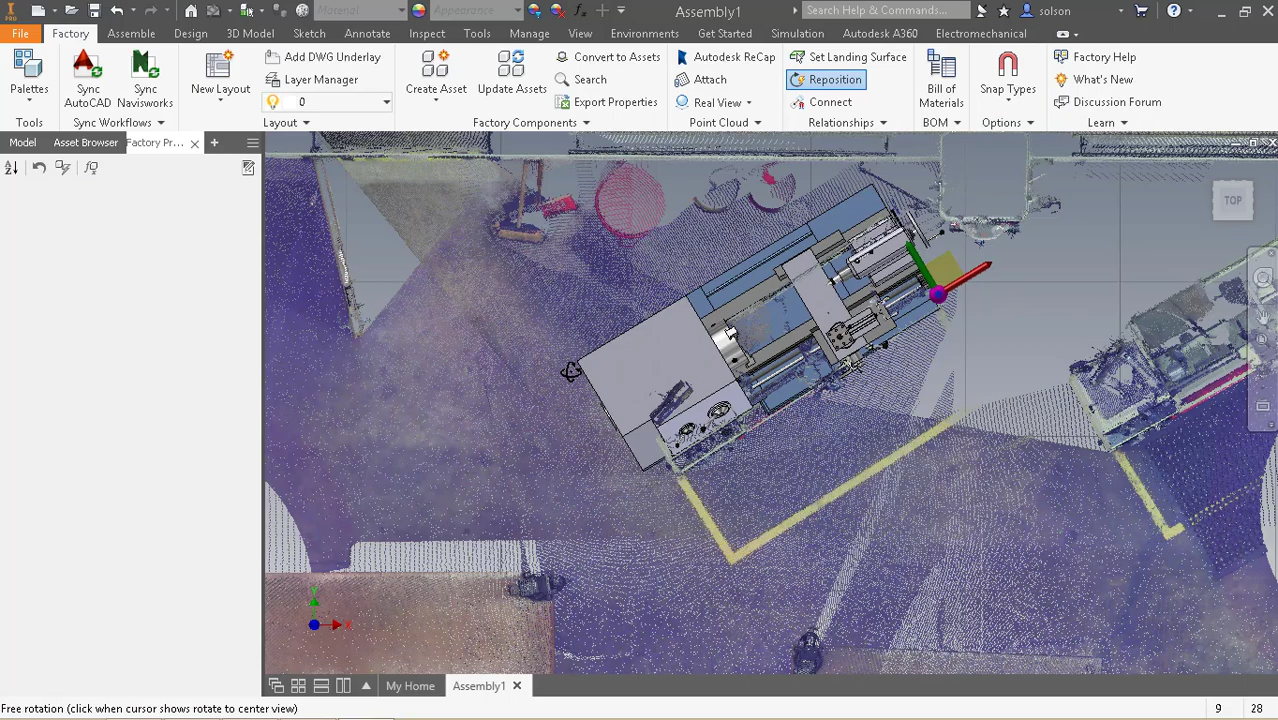 PRO
Material
Appearance
Assembly1
Search Help & Commands...
solson
File
Factory
Assembly
Design
3D Model
Sketch
Annotate
Inspect
Tools
Manage
View
Environments
Get Started
Simulation
Autodesk A360
Electromechanical
Palettes
Tools
Sync AutoCAD
Sync Navisworks
Sync Workflows
New Layout
Add DWG Underlay
Layer Manager
0
Layout
Create Asset
Update Assets
Convert to Assets
Search
Export Properties
Factory Components
Autodesk ReCap
Attach
Real View
Point Cloud
Set Landing Surface
Reposition
Connect
Relationships
Bill of Materials
BOM
Snap Types
Options
Factory Help
What's New
Discussion Forum
Learn
Model
Asset Browser
Factory Pr...
TOP
Y
X
My Home
Assembly1
Free rotation (click when cursor shows rotate to center view)
9
28